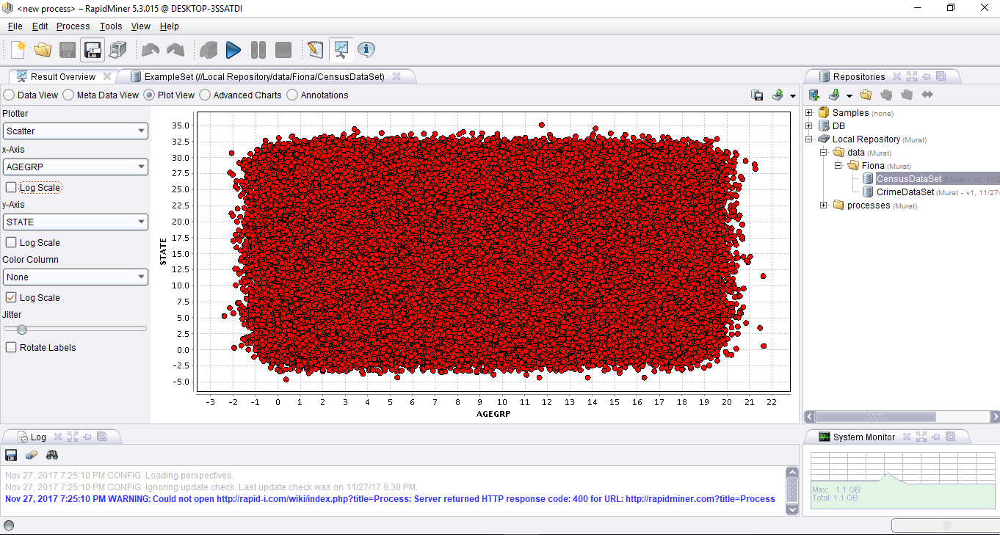 <new process> – RapidMiner 5.3.015 @ DESKTOP-3SSATDI
File Edit Process Tools View Help
Result Overview
ExampleSet (//Local Repository/data/Fiona/CensusDataSet)
Data View Meta Data View Plot View Advanced Charts Annotations
Plotter
Scatter
x-Axis
AGEGRP
Log Scale
y-Axis
STATE
Log Scale
Color Column
None
Log Scale
Jitter
Rotate Labels
35.0
32.5
30.0
27.5
25.0
22.5
20.0
17.5
15.0
12.5
10.0
7.5
5.0
2.5
0.0
-2.5
-5.0
STATE
-3 -2 -1 0 1 2 3 4 5 6 7 8 9 10 11 12 13 14 15 16 17 18 19 20 21 22
AGEGRP
Repositories
Samples (none)
DB
Local Repository (Murat)
data (Murat)
Fiona (Murat)
CensusDataSet (Murat - v1, 11/2
CrimeDataSet (Murat - v1, 11/27/
processes (Murat)
Log
Nov 27, 2017 7:25:10 PM CONFIG: Loading perspectives.
Nov 27, 2017 7:25:10 PM CONFIG: Ignoring update check. Last update check was on 11/27/17 6:30 PM.
Nov 27, 2017 7:25:10 PM WARNING: Could not open http://rapid-i.com/wiki/index.php?title=Process: Server returned HTTP response code: 400 for URL: http://rapidminer.com?title=Process
System Monitor
Max: 1.1 GB
Total: 1.1 GB